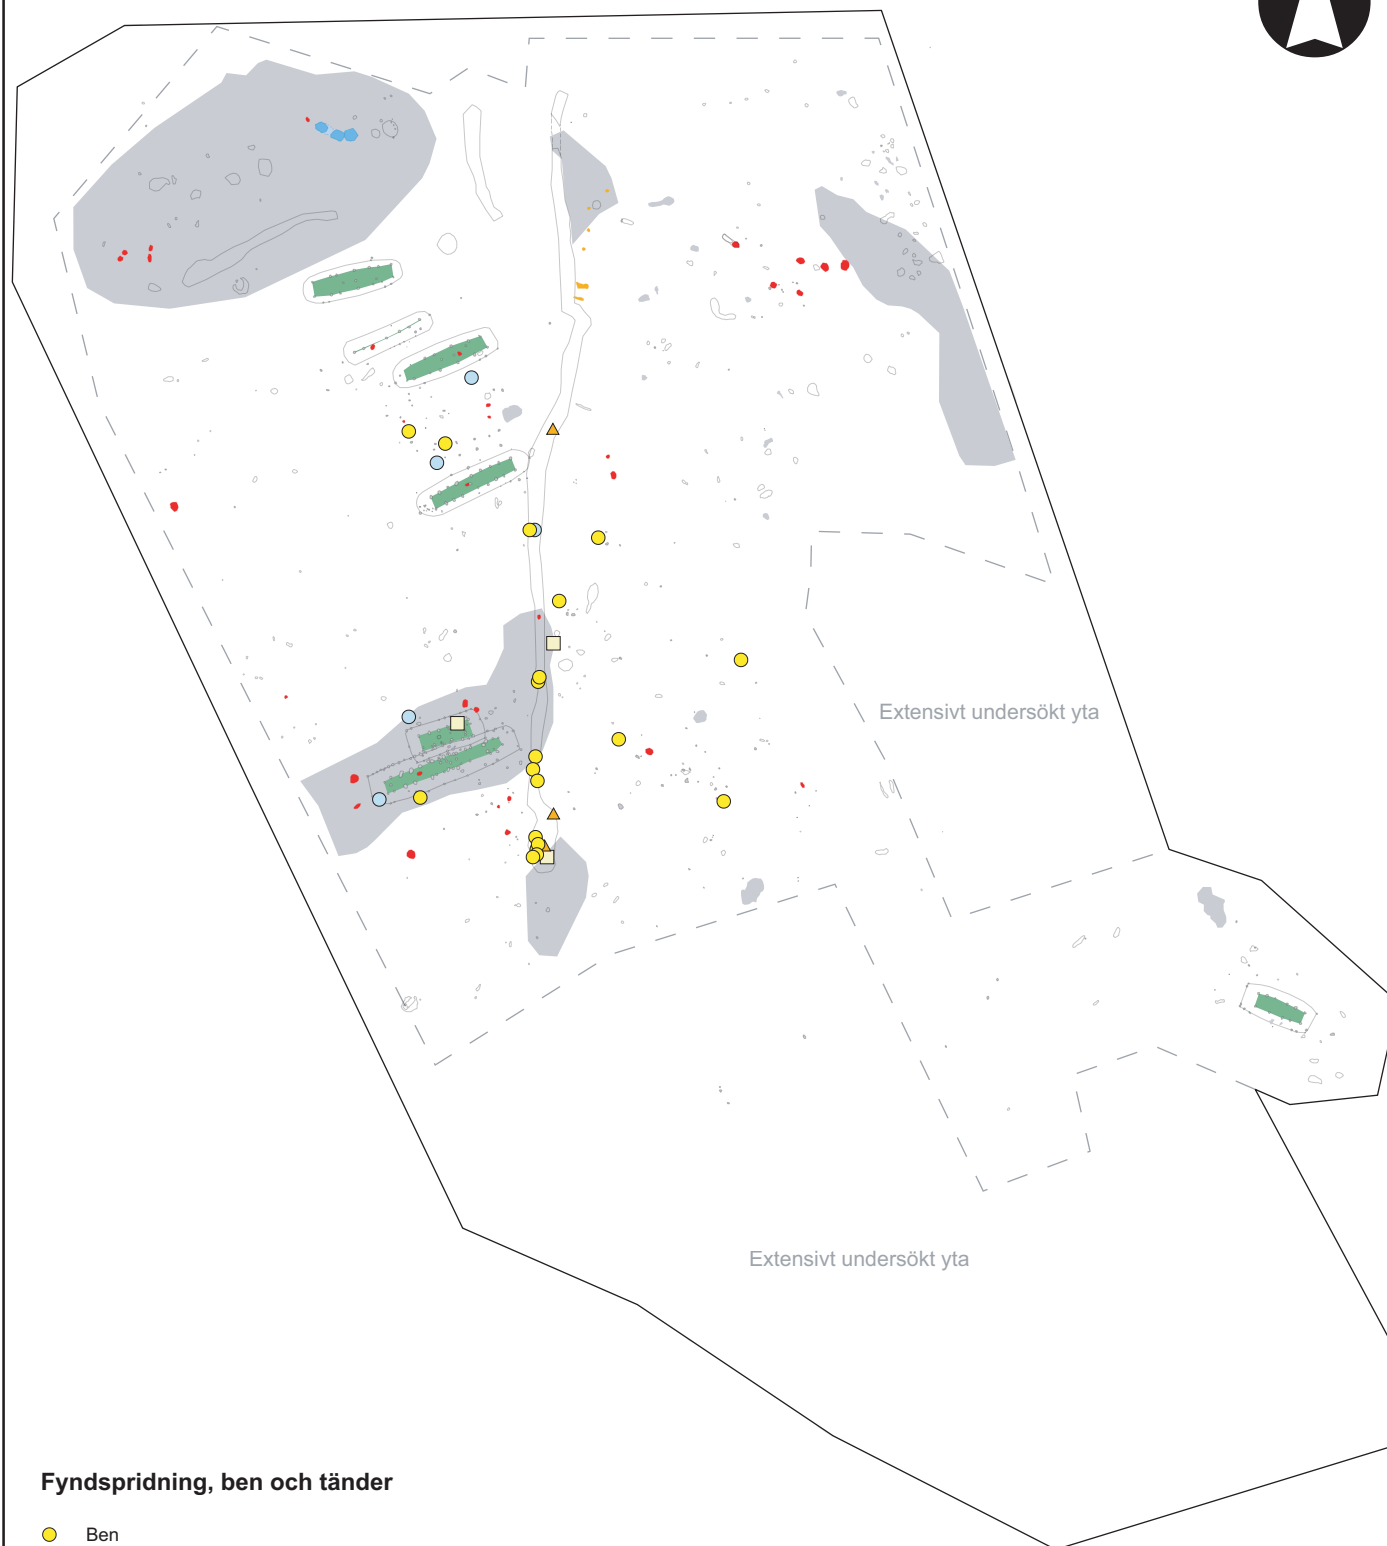 Extensivt undersökt yta
Extensivt undersökt yta
Fyndspridning, ben och tänder
Ben